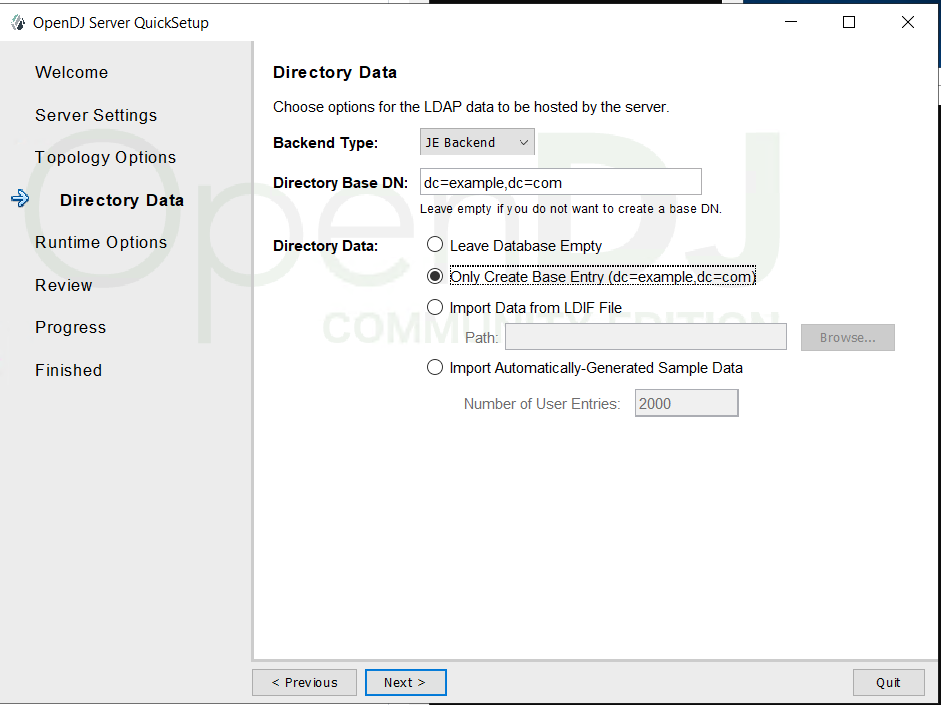 OpenDJ Server QuickSetup
Welcome
Server Settings
Topology Options
Directory Data
Runtime Options
Review
Progress
Finished
OpenDJ
COMMUNITY EDITION
Directory Data
Choose options for the LDAP data to be hosted by the server.
Backend Type: JE Backend
Directory Base DN: dc=example,dc=com
Leave empty if you do not want to create a base DN.
Directory Data: Leave Database Empty
Only Create Base Entry (dc=example,dc=com)
Import Data from LDIF File
Path: Browse...
Import Automatically-Generated Sample Data
Number of User Entries: 2000
< Previous Next > Quit